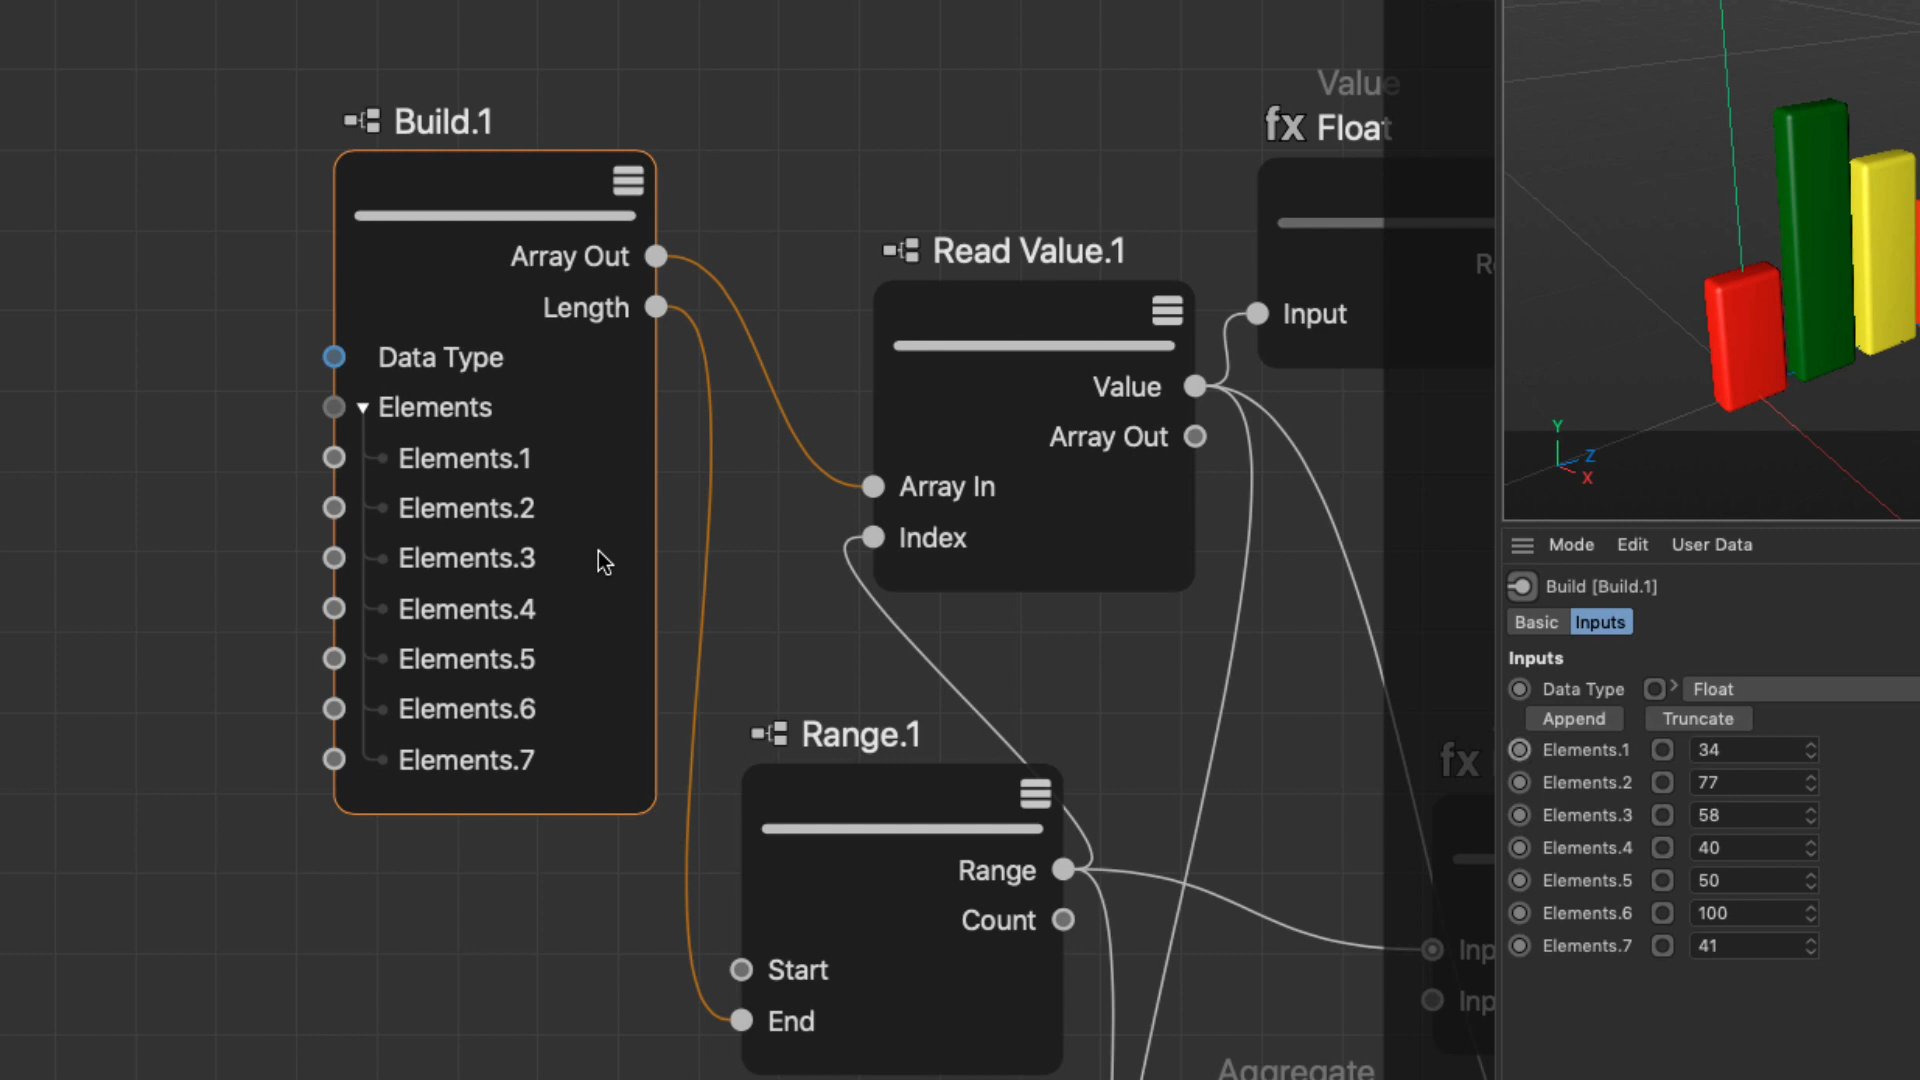 Build.1
Array Out
Length
Data Type
Elements
Elements.1
Elements.2
Elements.3
Elements.4
Elements.5
Elements.6
Elements.7
Read Value.1
Value
Array Out
Array In
Index
Range.1
Range
Count
Start
End
Value
fx Float
Input
fx
Inp
Inp
Aggregate
Y
Z
X
Mode Edit User Data
Build [Build.1]
Basic Inputs
Inputs
Data Type > Float
Append Truncate
Elements.1 34
Elements.2 77
Elements.3 58
Elements.4 40
Elements.5 50
Elements.6 100
Elements.7 41